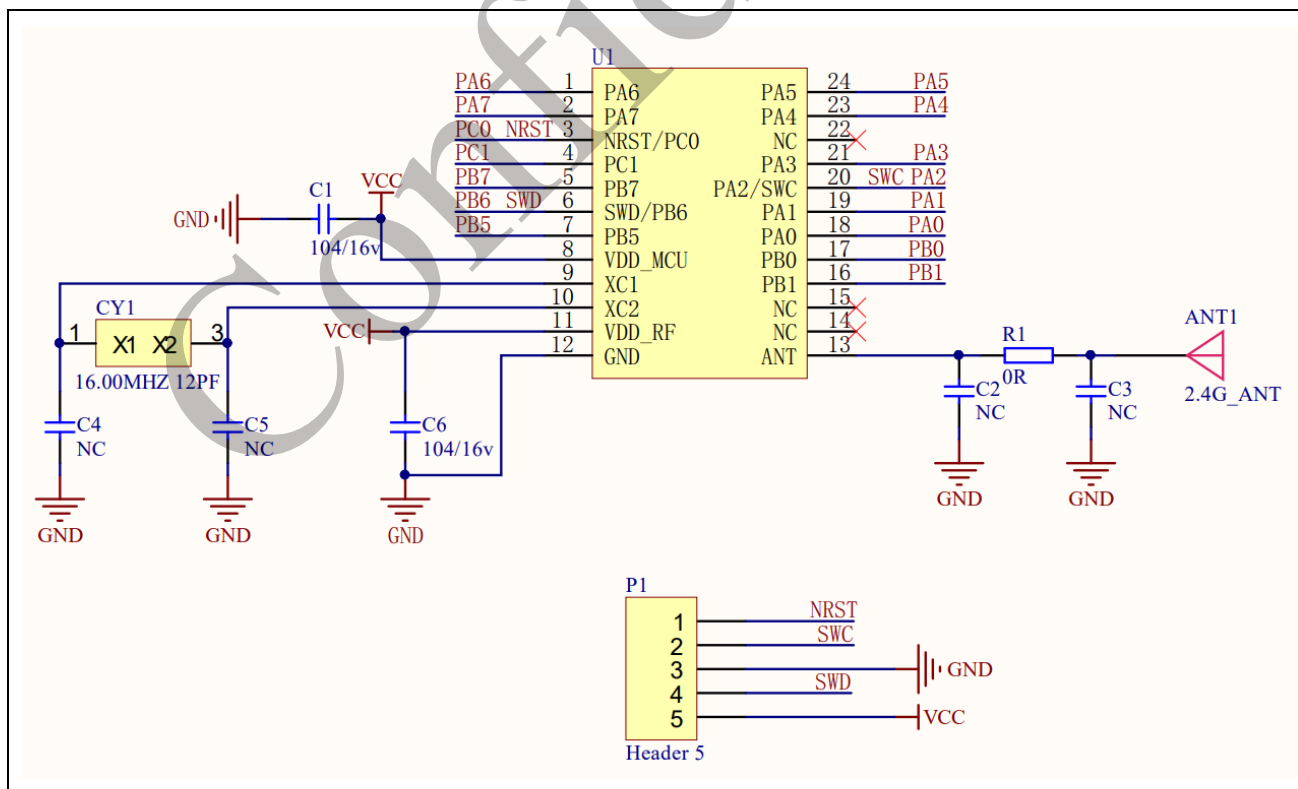 Confide
U1
PA6 1 PA6 PA5 24 PA5
PA7 2 PA7 PA4 23 PA4
PC0 NRST 3 NRST/PC0 NC 22
PC1 4 PC1 PA3 21 PA3
PB7 5 PB7 PA2/SWC 20 SWC PA2
PB6 SWD 6 SWD/PB6 PA1 19 PA1
PB5 7 PB5 PA0 18 PA0
8 VDD_MCU PB0 17 PB0
9 XC1 PB1 16 PB1
10 XC2 NC 15
11 VDD_RF NC 14
12 GND ANT 13
C1
VCC
GND
104/16v
CY1
1 X1 X2 3
16.00MHZ 12PF
VCC
C4
NC
C5
NC
C6
104/16v
GND
GND
GND
R1
0R
C2
NC
C3
NC
ANT1
2.4G_ANT
GND
GND
P1
1 NRST
2 SWC
3 GND
4 SWD
5 VCC
Header 5